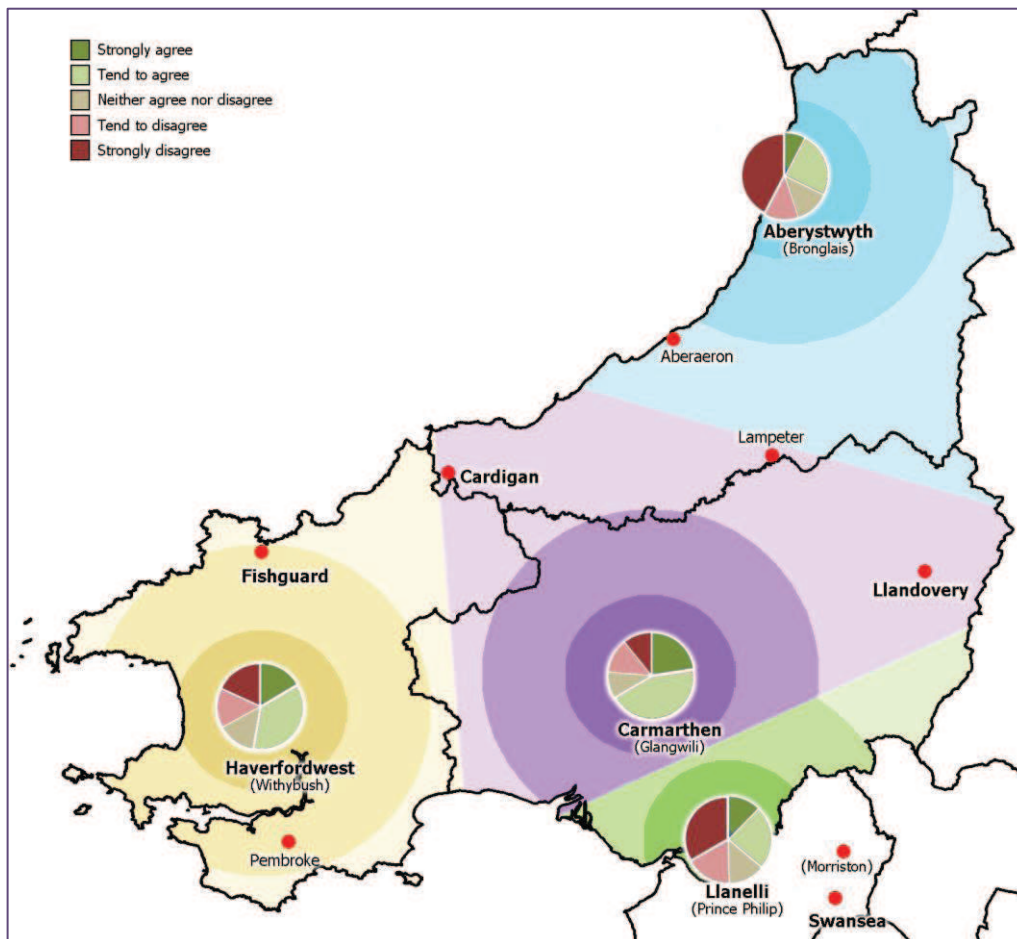 Strongly agree
Tend to agree
Neither agree nor disagree
Tend to disagree
Strongly disagree
Aberystwyth
(Bronglais)
Aberaeron
Lampeter
Cardigan
Fishguard
Llandovery
Carmarthen
(Glangwili)
Haverfordwest
(Withybush)
Pembroke
(Morriston)
Llanelli
(Prince Philip)
Swansea